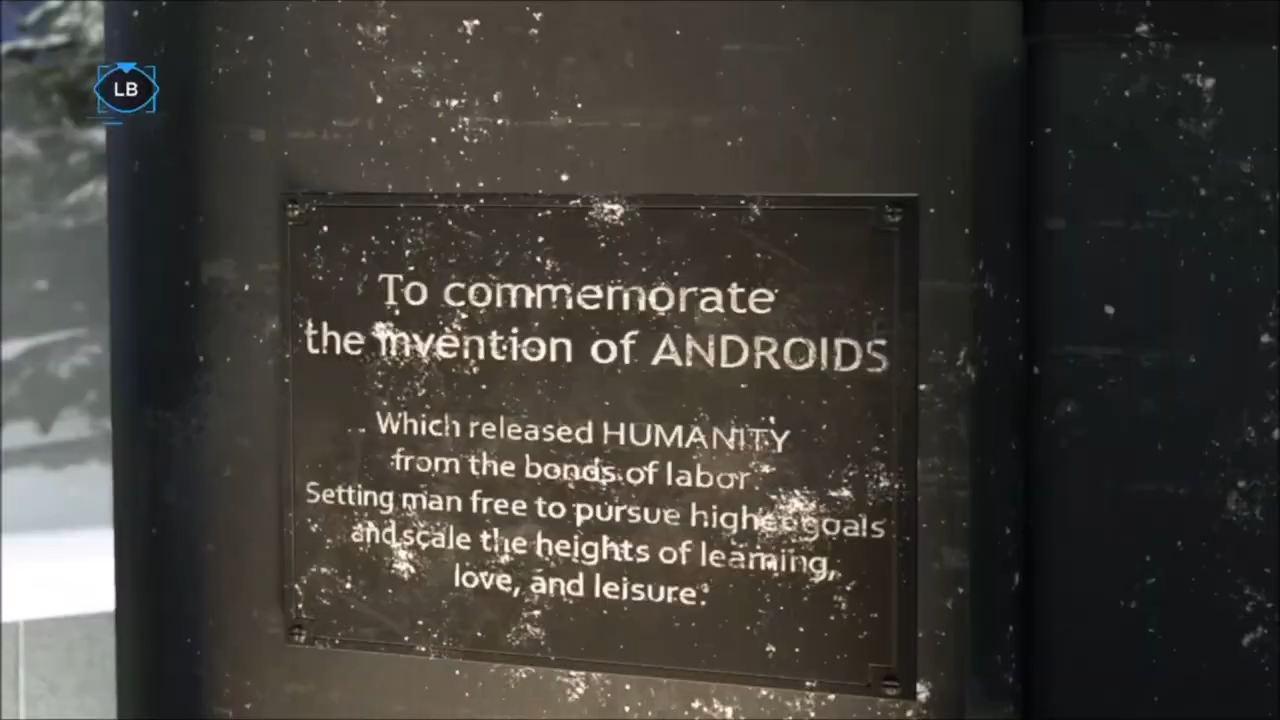 LB
To commemorate
the invention of ANDROIDS
Which released HUMANITY
from the bonds of labor.
Setting man free to pursue higher goals
and scale the heights of learning,
love, and leisure.